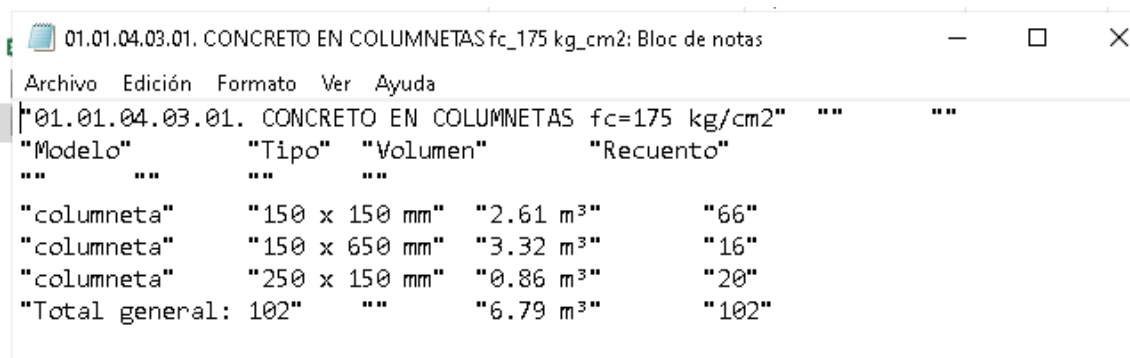 01.01.04.03.01. CONCRETO EN COLUMNETAS fc_175 kg_cm2: Bloc de notas
Archivo Edición Formato Ver Ayuda
"01.01.04.03.01. CONCRETO EN COLUMNETAS fc=175 kg/cm2" "" ""
"Modelo" "Tipo" "Volumen" "Recuento"
"" "" "" ""
"columneta" "150 x 150 mm" "2.61 m³" "66"
"columneta" "150 x 650 mm" "3.32 m³" "16"
"columneta" "250 x 150 mm" "0.86 m³" "20"
"Total general: 102" "" "6.79 m³" "102"